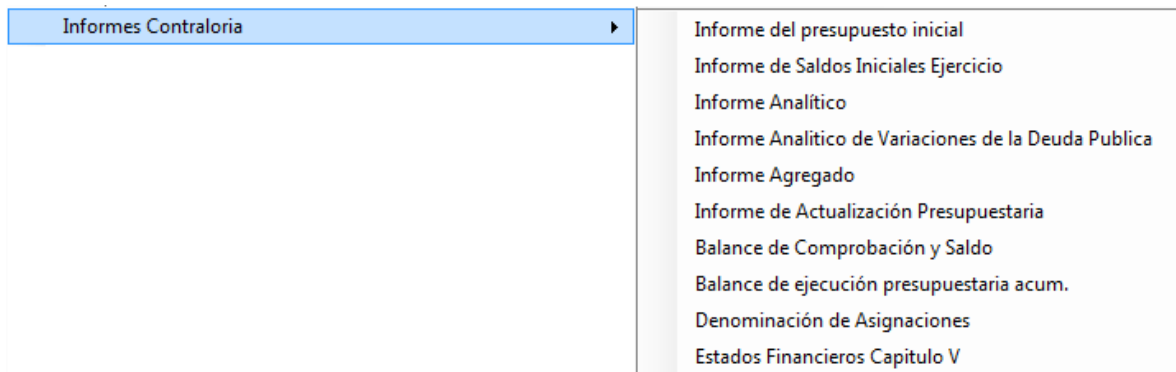 Informes Contraloria
Informe del presupuesto inicial
Informe de Saldos Iniciales Ejercicio
Informe Analítico
Informe Analitico de Variaciones de la Deuda Publica
Informe Agregado
Informe de Actualización Presupuestaria
Balance de Comprobación y Saldo
Balance de ejecución presupuestaria acum.
Denominación de Asignaciones
Estados Financieros Capitulo V